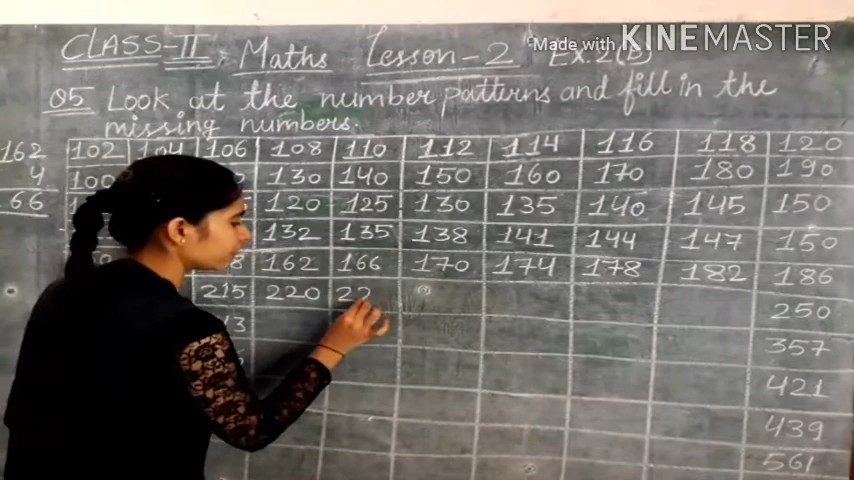 Made with KINEMASTER
CLASS-II Maths Lesson-2 Ex.2(B)
Q5 Look at the number patterns and fill in the
missing numbers.
162
4
66
102 104 106 108 110 112 114 116 118 120
100 130 140 150 160 170 180 190
120 125 130 135 140 145 150
132 135 138 141 144 147 150
162 166 170 174 178 182 186
215 220 22 250
357
421
439
561